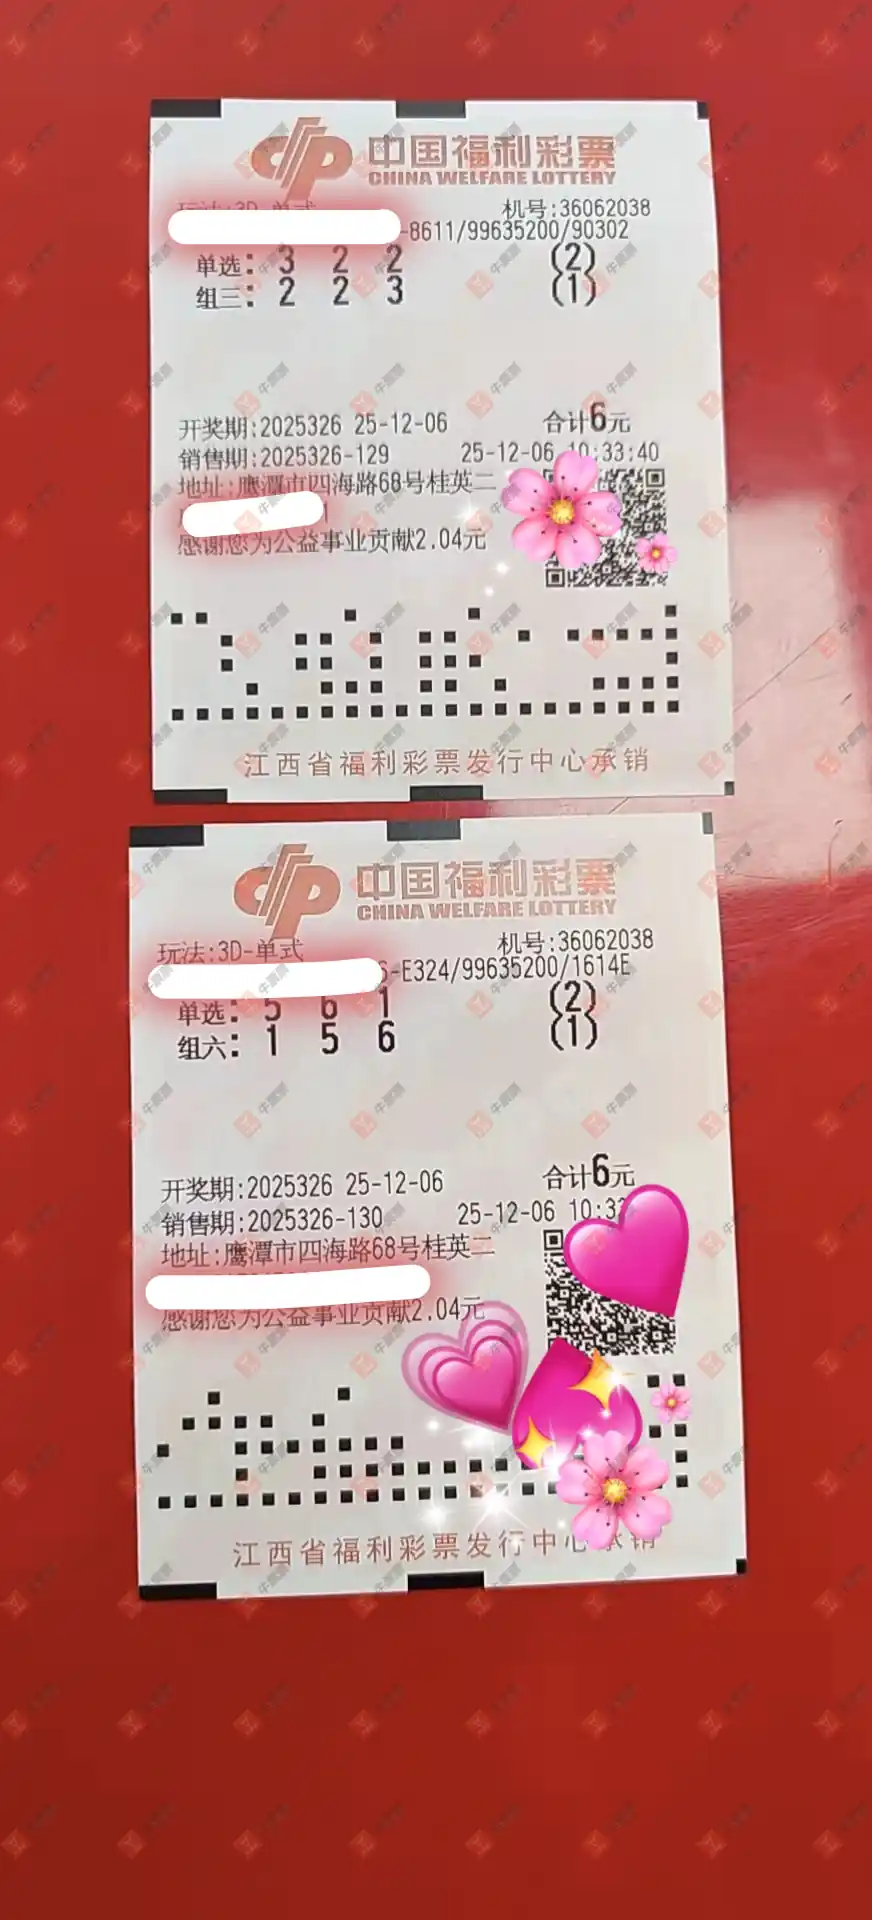 中国福利彩票
CHINA WELFARE LOTTERY
玩法:3D-单式
机号:36062038
-8611/99635200/90302
单选: 3 2 2 (2)
组三: 2 2 3 (1)
开奖期:2025326 25-12-06 合计6元
销售期:2025326-129 25-12-06 10:33:40
地址:鹰潭市四海路68号桂英二
感谢您为公益事业贡献2.04元
江西省福利彩票发行中心承销
中国福利彩票
CHINA WELFARE LOTTERY
玩法:3D-单式 机号:36062038
6-E324/99635200/1614E
单选: 5 6 1 (2)
组六: 1 5 6 (1)
开奖期:2025326 25-12-06 合计6元
销售期:2025326-130 25-12-06 10:3
地址:鹰潭市四海路68号桂英二
感谢您为公益事业贡献2.04元
江西省福利彩票发行中心承销